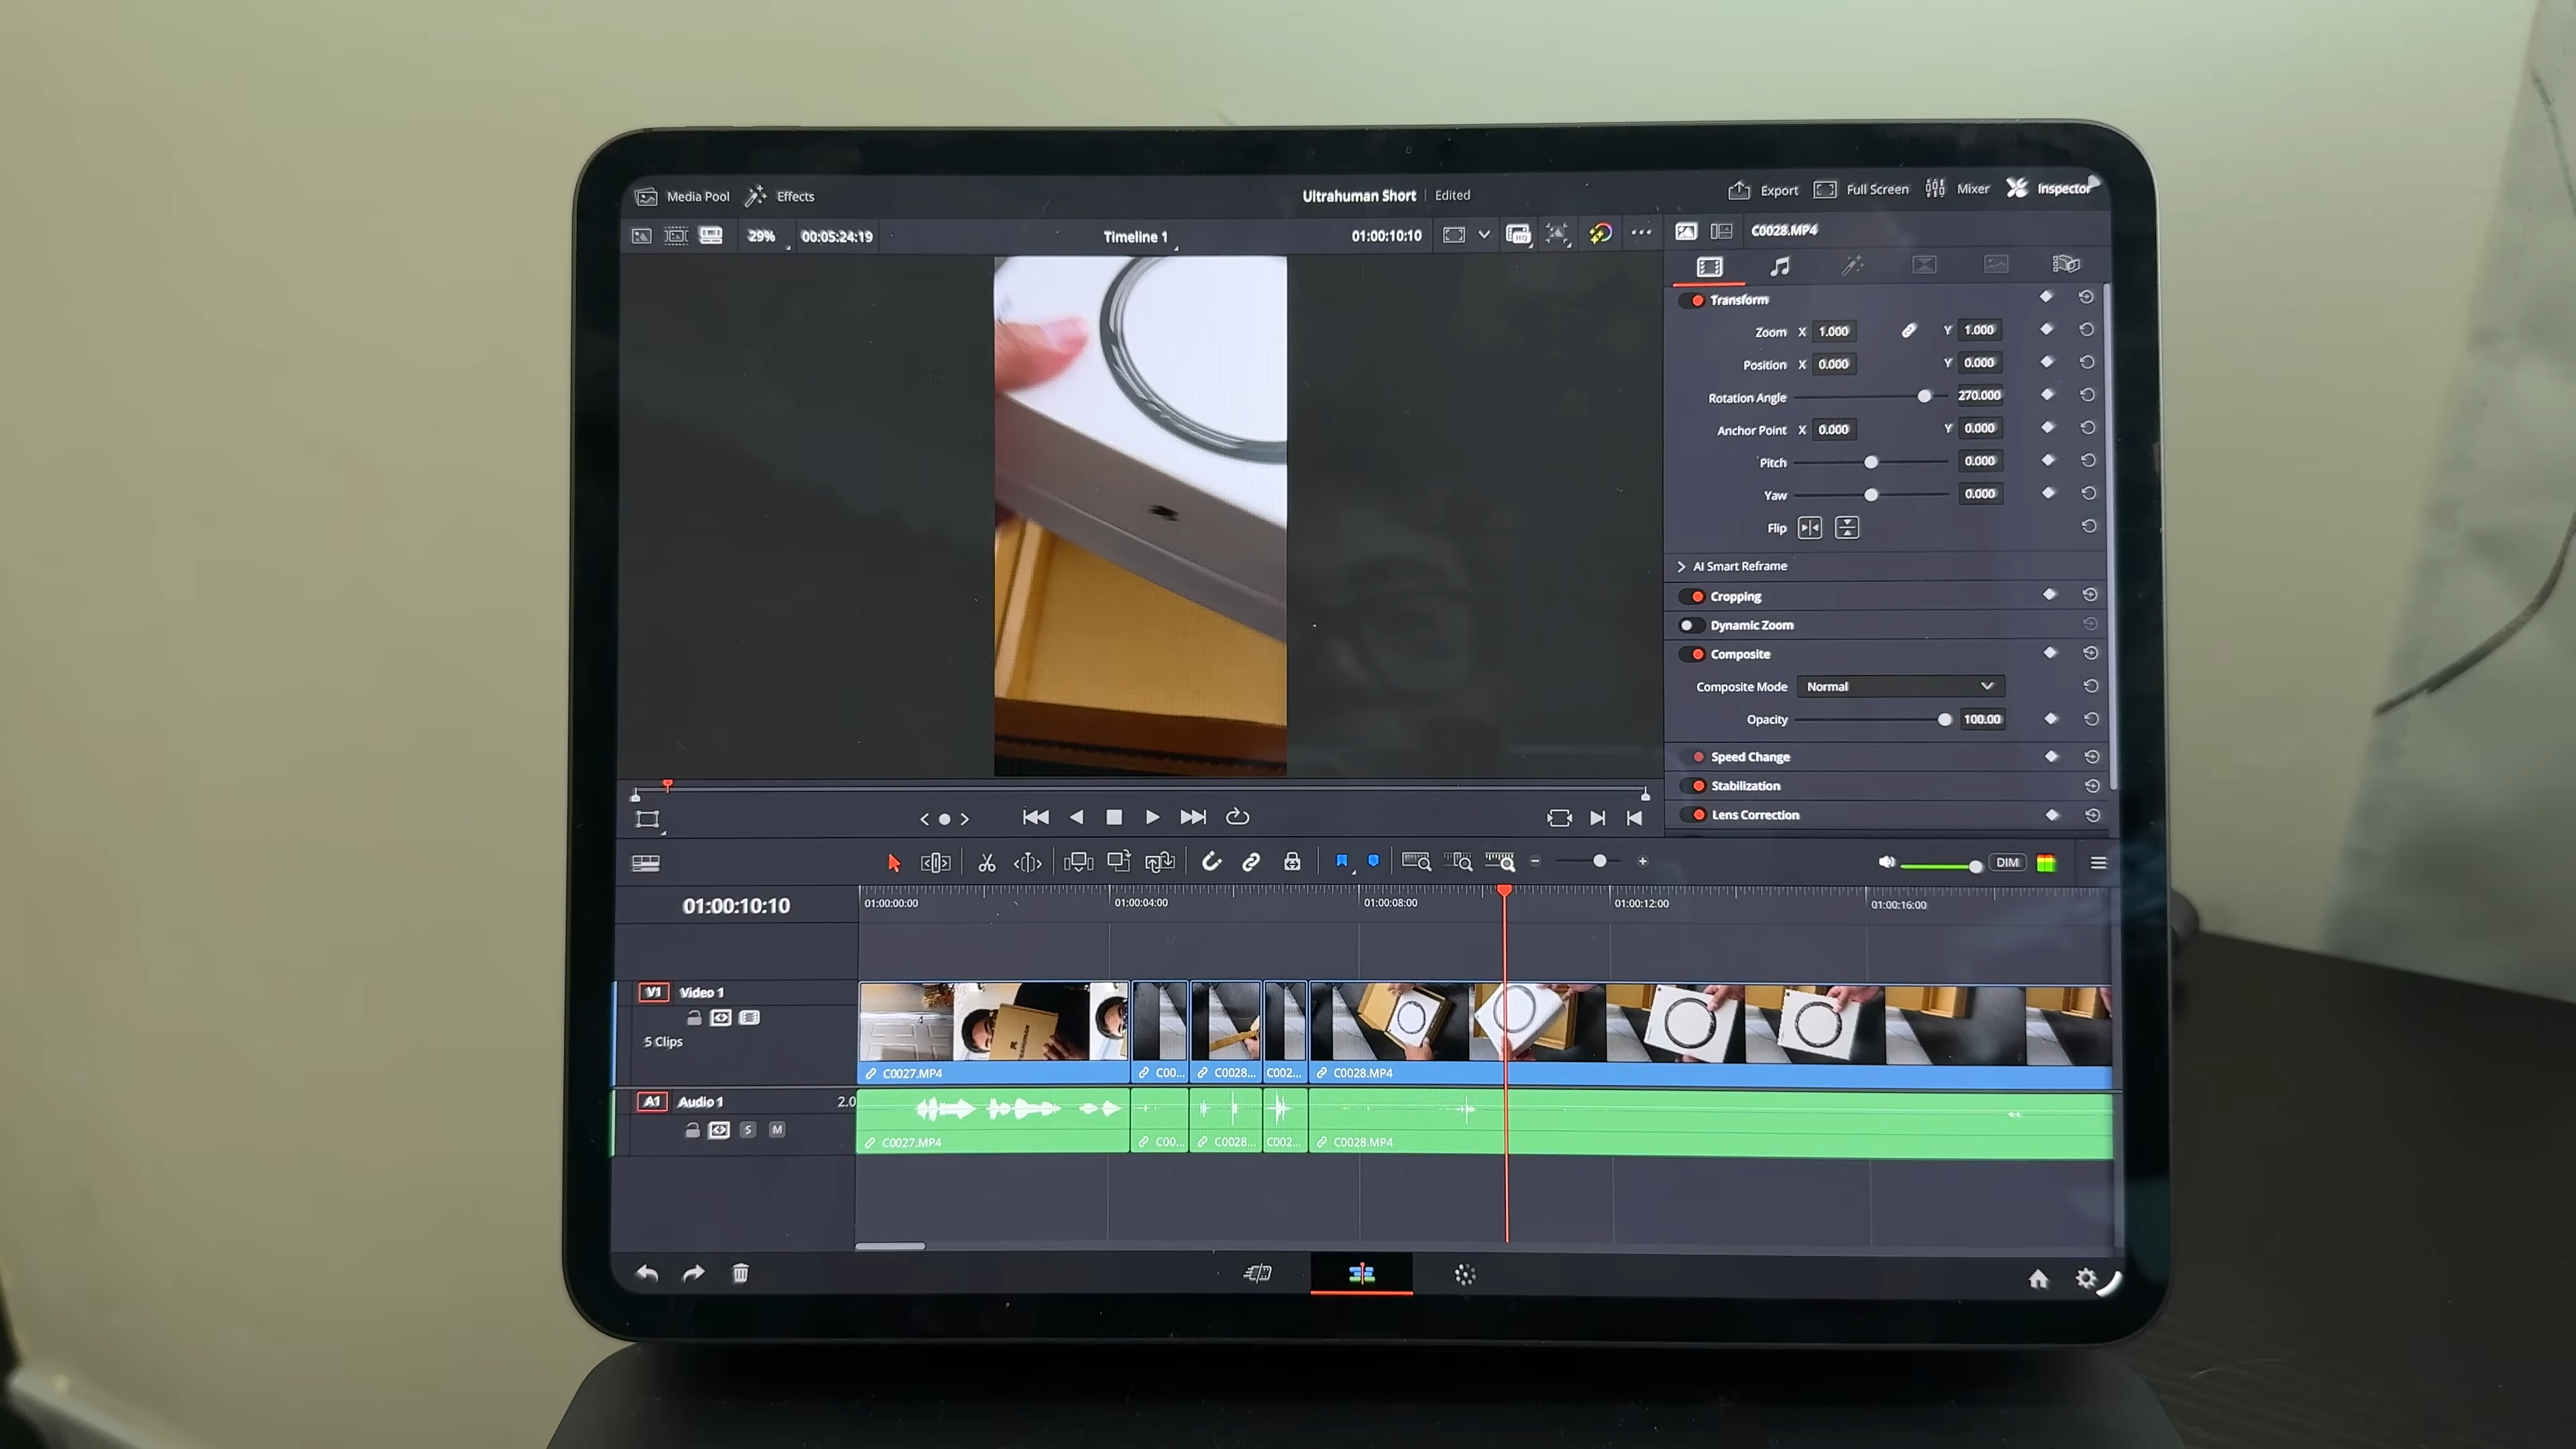 Media Pool Effects Ultrahuman Short Edited Export Full Screen Mixer Inspector
29% 00:05:24:19 Timeline 1 01:00:10:10 C0028.MP4
Transform
Zoom X 1.000 Y 1.000
Position X 0.000 Y 0.000
Rotation Angle 270.000
Anchor Point X 0.000 Y 0.000
Pitch 0.000
Yaw 0.000
Flip
AI Smart Reframe
Cropping
Dynamic Zoom
Composite
Composite Mode Normal
Opacity 100.00
Speed Change
Stabilization
Lens Correction
DIM
01:00:10:10 01:00:00:00 01:00:04:00 01:00:08:00 01:00:12:00 01:00:16:00
V1 Video 1
5 Clips
C0027.MP4 C00... C0028... C002... C0028.MP4
A1 Audio 1 2.0
S M
C0027.MP4 C00... C0028... C002... C0028.MP4